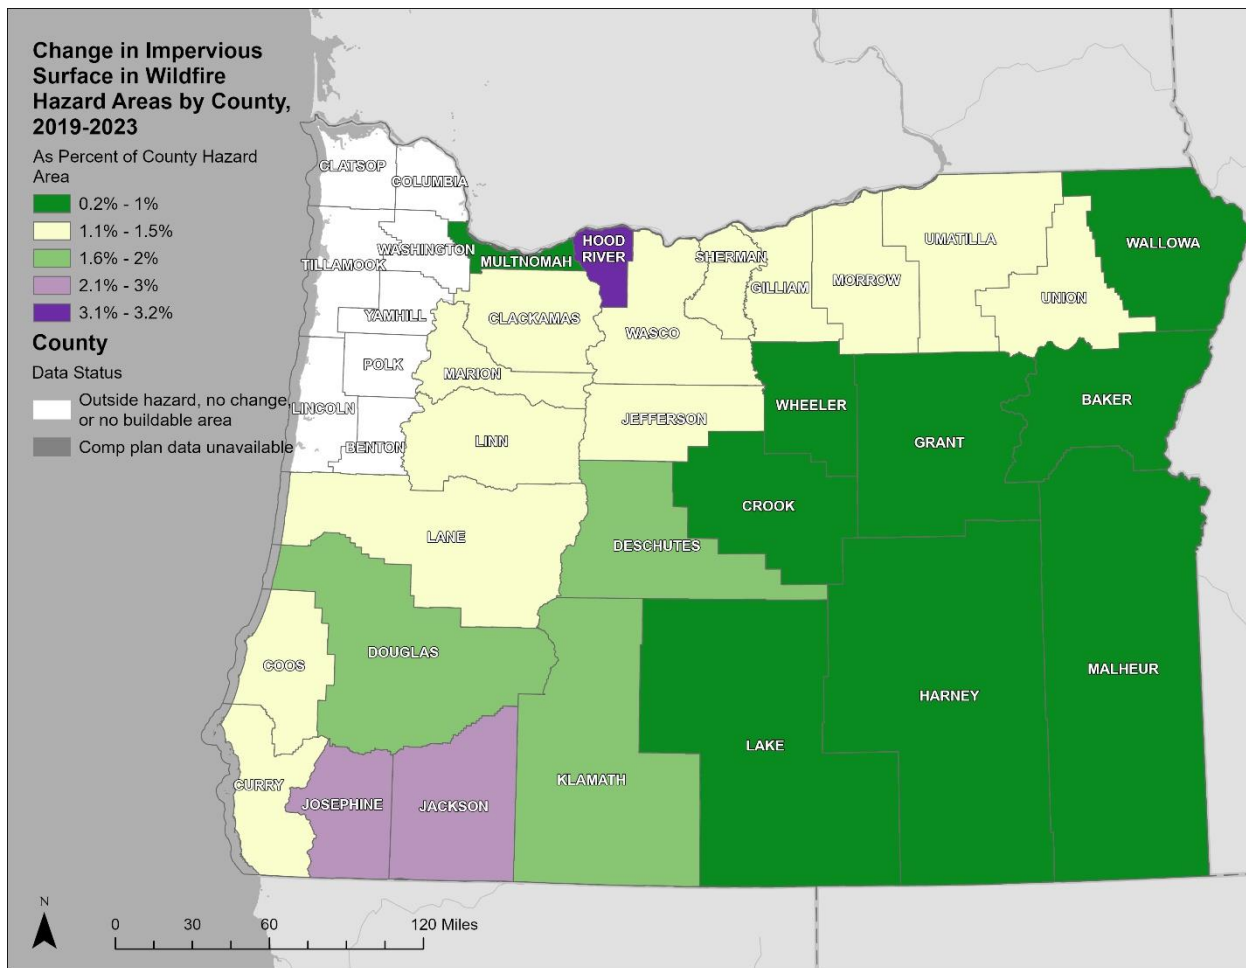 Change in Impervious
Surface in Wildfire
Hazard Areas by County,
2019-2023
As Percent of County Hazard
Area
0.2% - 1%
1.1% - 1.5%
1.6% - 2%
2.1% - 3%
3.1% - 3.2%
County
Data Status
Outside hazard, no change,
or no buildable area
Comp plan data unavailable
CLATSOP
COLUMBIA
TILLAMOOK
WASHINGTON
MULTNOMAH
HOOD
RIVER
SHERMAN
GILLIAM
MORROW
UMATILLA
UNION
WALLOWA
YAMHILL
CLACKAMAS
WASCO
POLK
MARION
LINCOLN
BENTON
LINN
JEFFERSON
WHEELER
GRANT
BAKER
LANE
DESCHUTES
CROOK
COOS
DOUGLAS
HARNEY
MALHEUR
CURRY
JOSEPHINE
JACKSON
KLAMATH
LAKE
N
0 30 60 120 Miles